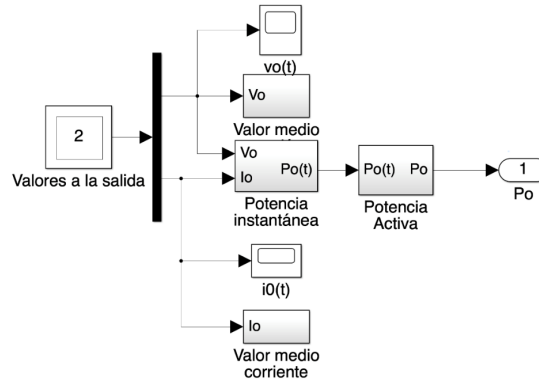 vo(t)
Vo
Valor medio
2
Valores a la salida
Vo
Io
Po(t)
Potencia
instantánea
Po(t)
Po
Potencia
Activa
1
Po
i0(t)
Io
Valor medio
corriente